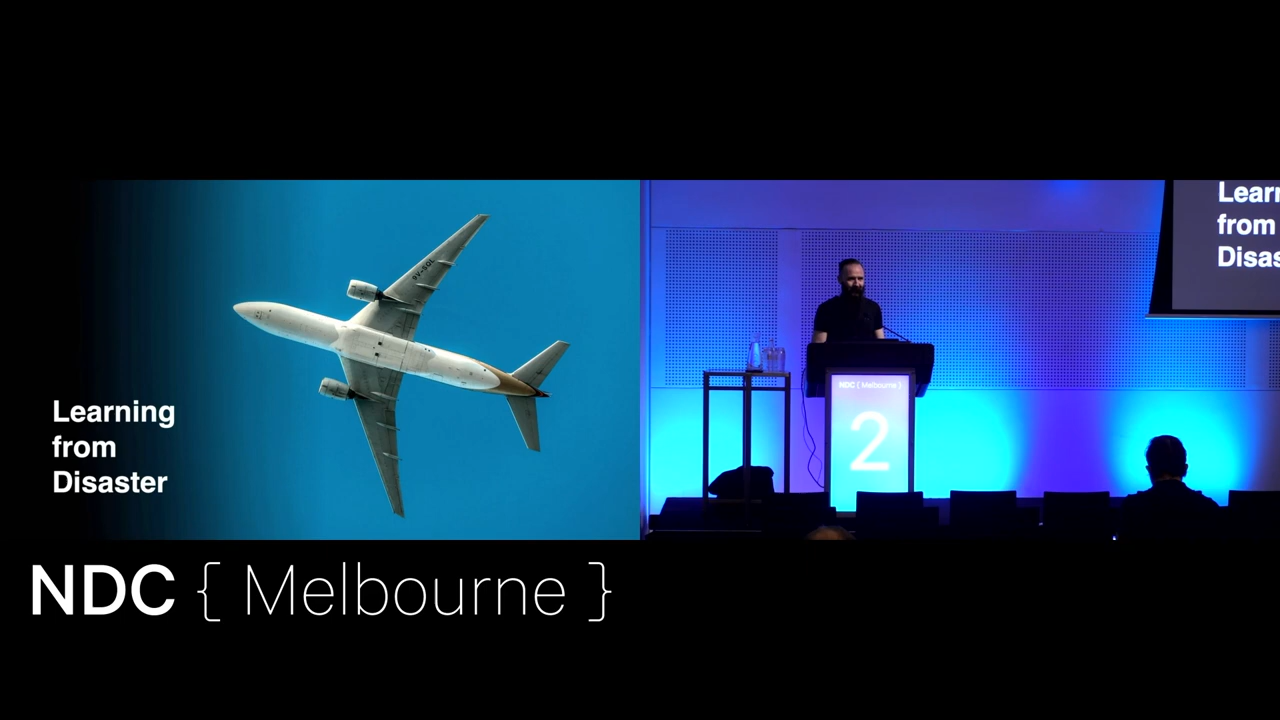 Learning
from
Disaster
Learn
from
Disas
NDC { Melbourne }
2
NDC { Melbourne }